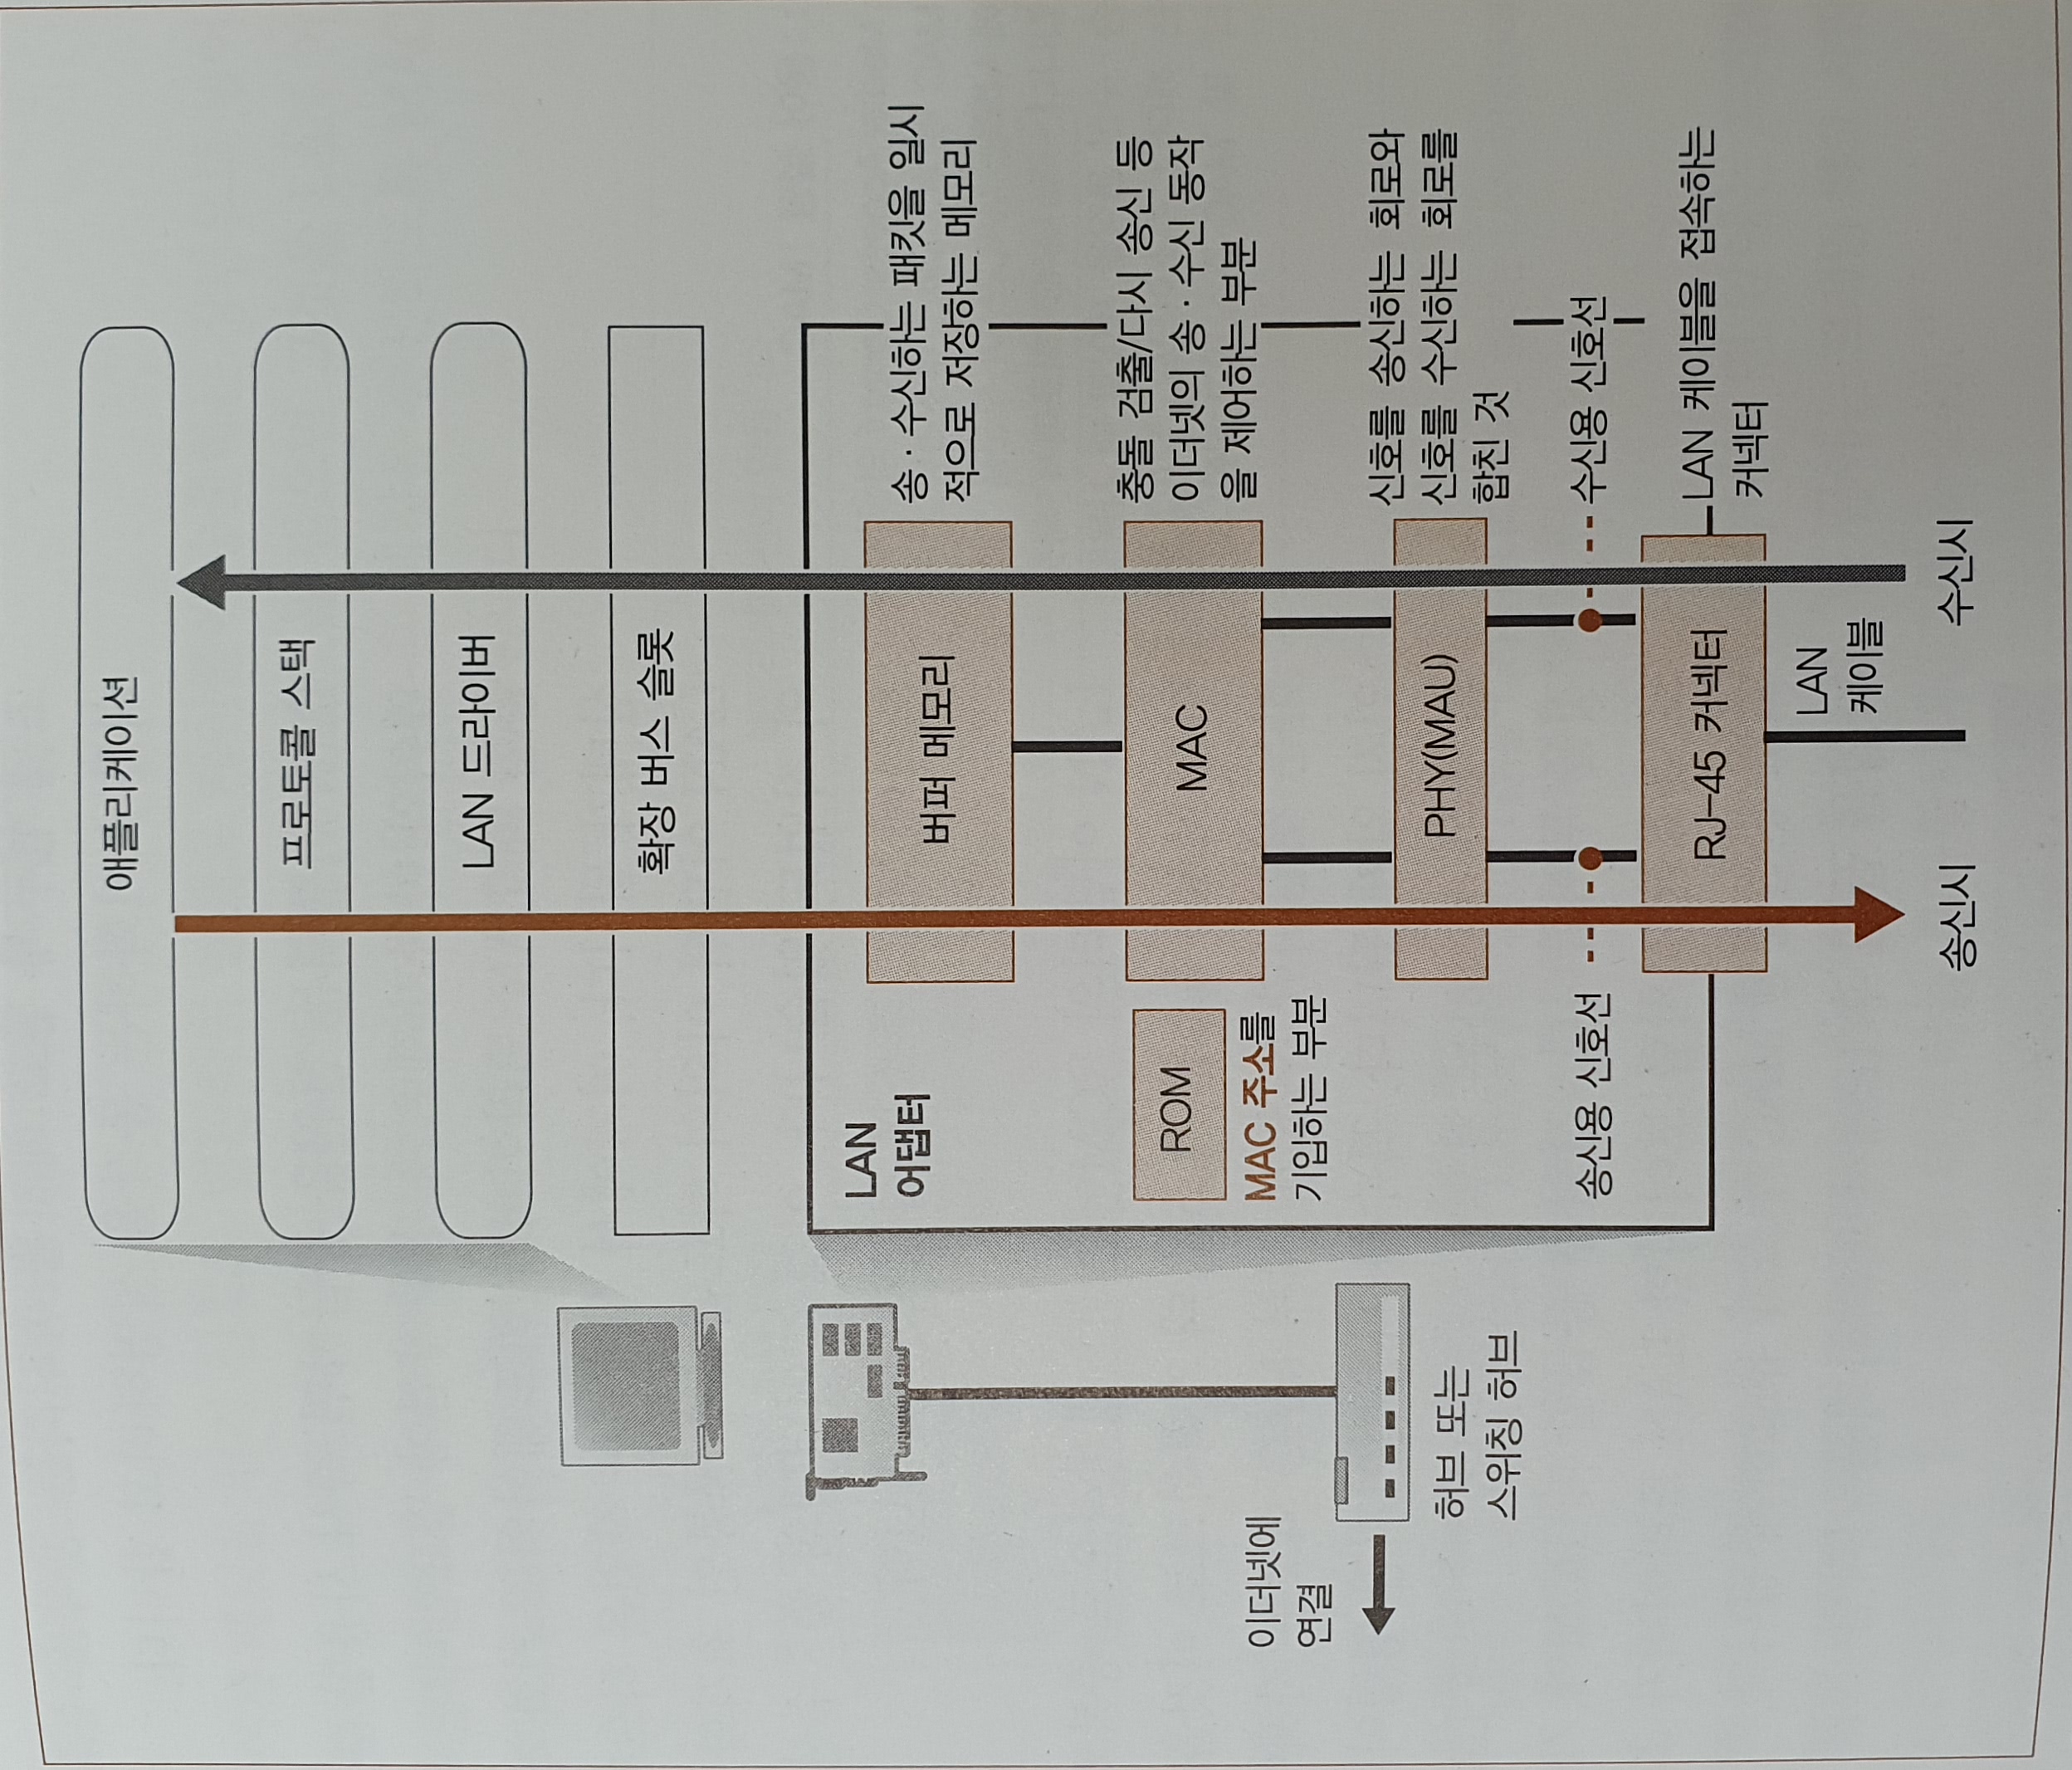 애플리케이션
프로토콜 스택
LAN 드라이버
확장 버스 슬롯
LAN
어댑터
버퍼 메모리
송 · 수신하는 패킷을 일시
적으로 저장하는 메모리
ROM
MAC 주소를
기입하는 부분
MAC
충돌 검출/다시 송신 등
이더넷의 송 · 수신 동작
을 제어하는 부분
이더넷에
연결
허브 또는
스위칭 허브
PHY(MAU)
신호를 송신하는 회로와
신호를 수신하는 회로를
합친 것
송신용 신호선
수신용 신호선
RJ-45 커넥터
LAN 케이블을 접속하는
커넥터
LAN
케이블
송신시
수신시